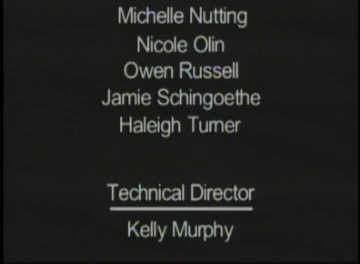 Michelle Nutting
Nicole Olin
Owen Russell
Jamie Schingoethe
Haleigh Turner
Technical Director
Kelly Murphy